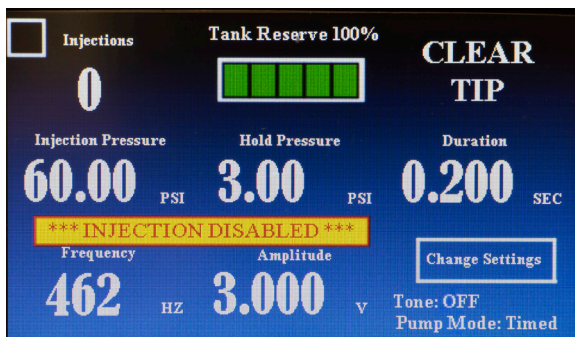 Injections
0
Tank Reserve 100%
CLEAR
TIP
Injection Pressure
60.00 PSI
Hold Pressure
3.00 PSI
Duration
0.200 SEC
*** INJECTION DISABLED ***
Frequency
462 HZ
Amplitude
3.000 V
Change Settings
Tone: OFF
Pump Mode: Timed